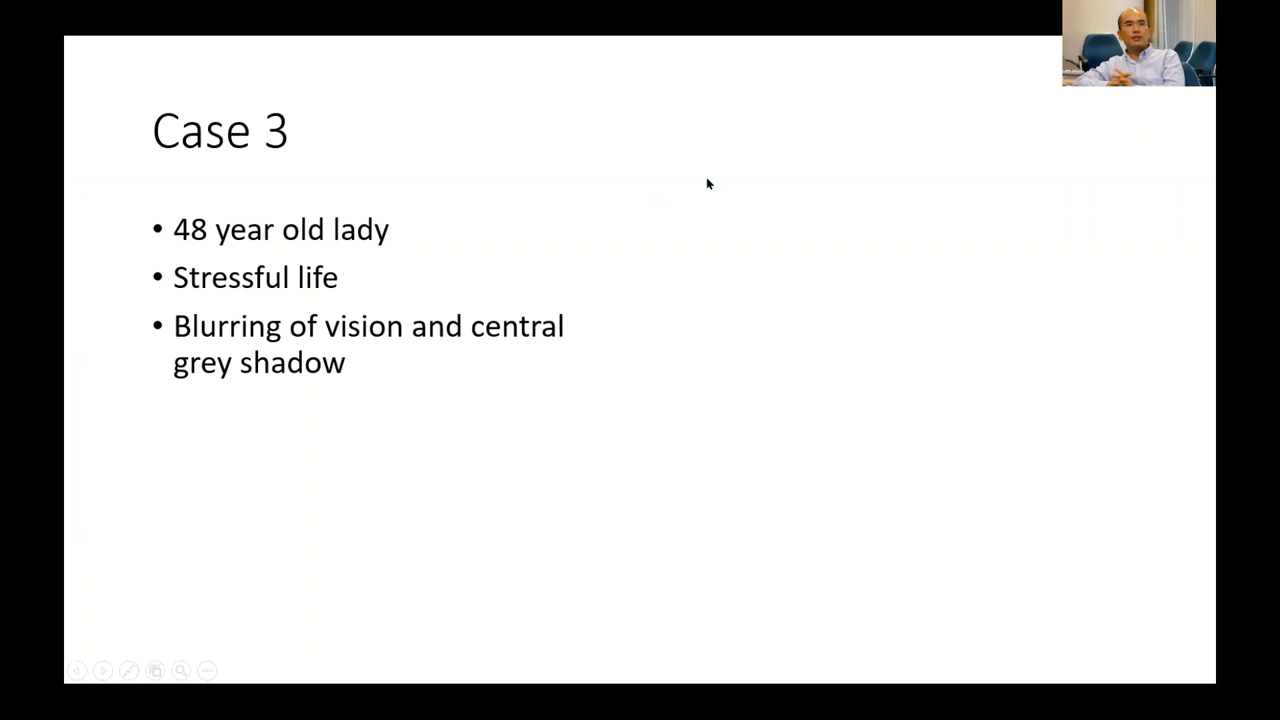 Case 3
• 48 year old lady
• Stressful life
• Blurring of vision and central
grey shadow